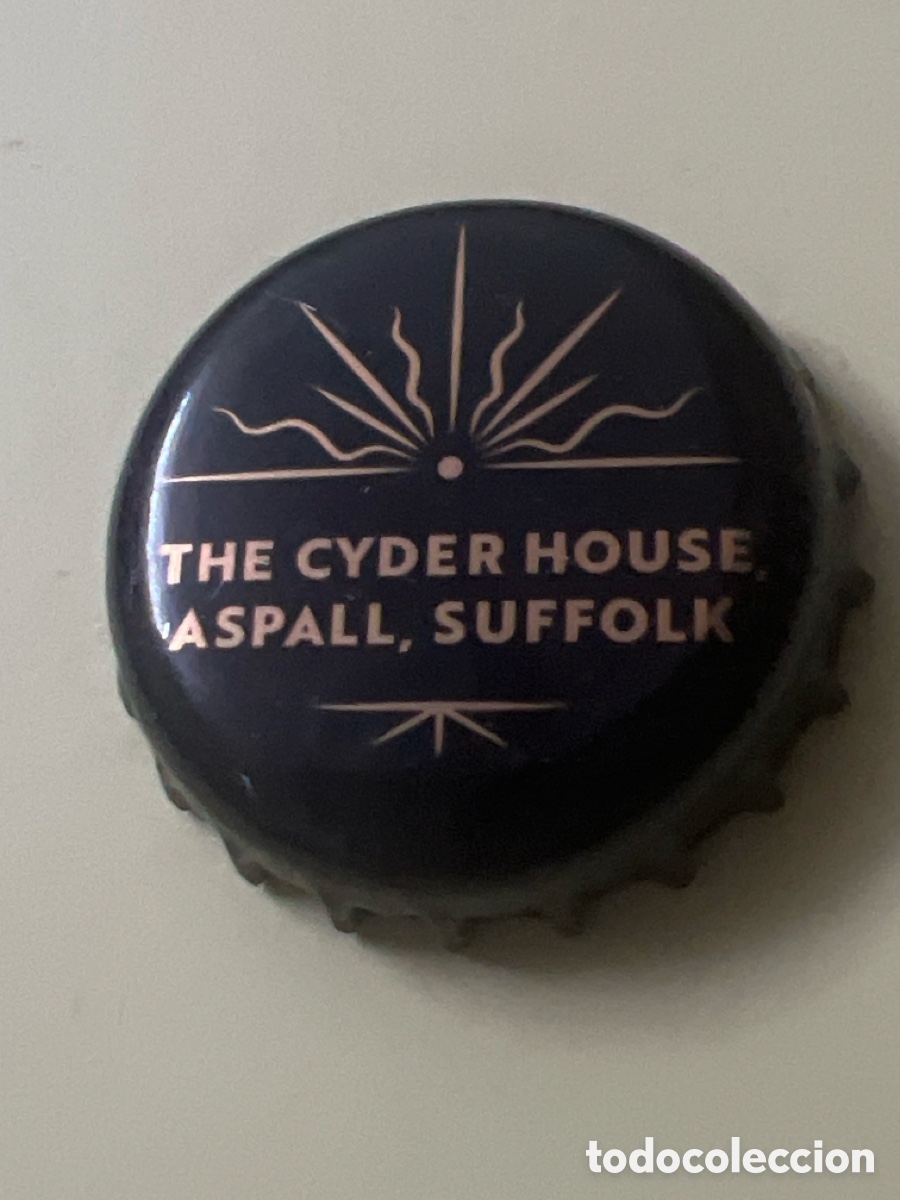 THE CYDER HOUSE,
ASPALL, SUFFOLK
todocoleccion